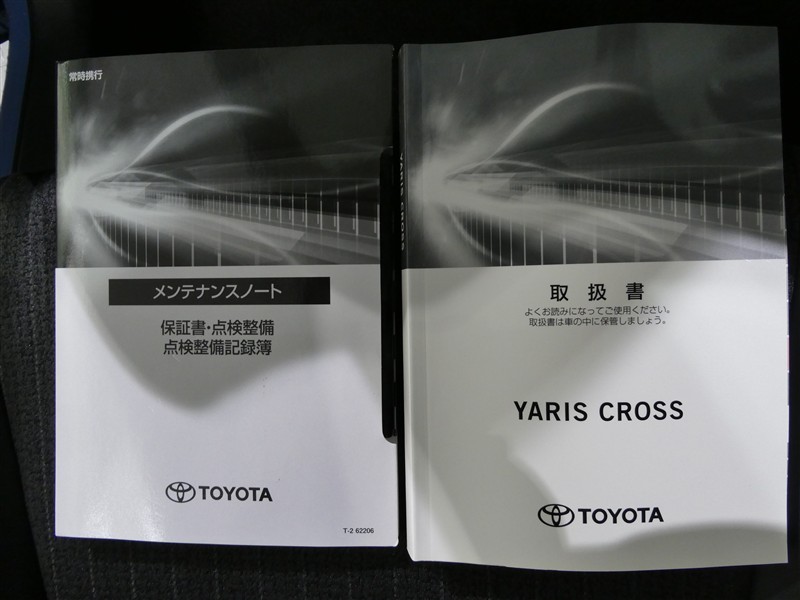 常時携行
メンテナンスノート
保証書・点検整備
点検整備記録簿
TOYOTA
T-2 62206
YARIS CROSS
取扱書
よくお読みになってご使用ください。
取扱書は車の中に保管しましょう。
YARIS CROSS
TOYOTA